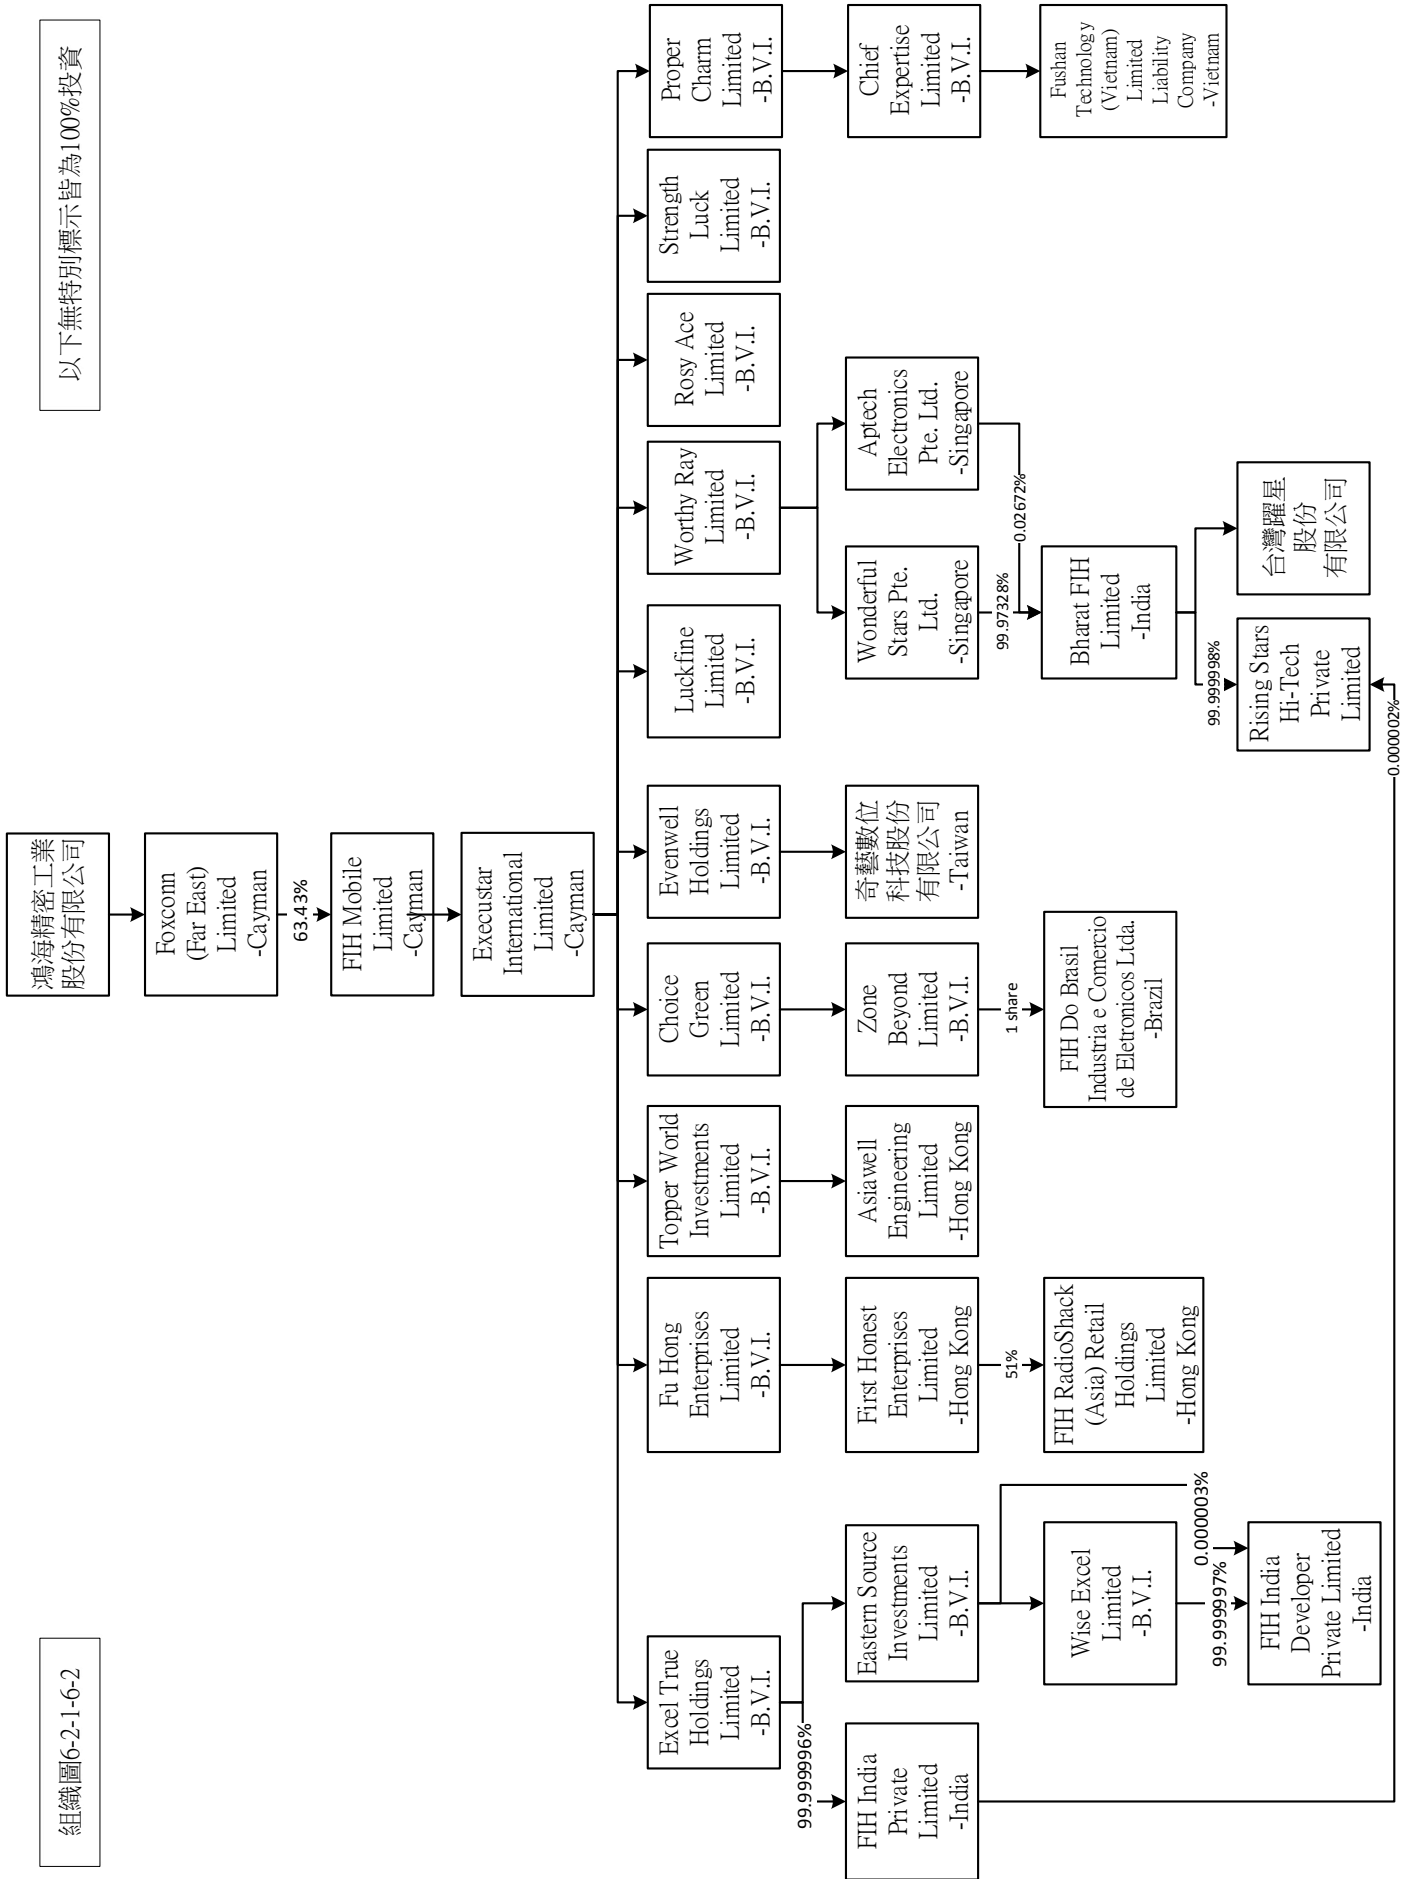 組織圖6-2-1-6-2
以下無特別標示皆為100%投資
鴻海精密工業
股份有限公司
Foxconn
(Far East)
Limited
-Cayman
63.43%
FIH Mobile
Limited
-Cayman
Execustar
International
Limited
-Cayman
Excel True
Holdings
Limited
-B.V.I.
Fu Hong
Enterprises
Limited
-B.V.I.
Topper World
Investments
Limited
-B.V.I.
Choice
Green
Limited
-B.V.I.
Evenwell
Holdings
Limited
-B.V.I.
Luckfine
Limited
-B.V.I.
Worthy Ray
Limited
-B.V.I.
Rosy Ace
Limited
-B.V.I.
Strength
Luck
Limited
-B.V.I.
Proper
Charm
Limited
-B.V.I.
99.999996%
FIH India
Private
Limited
-India
Eastern Source
Investments
Limited
-B.V.I.
First Honest
Enterprises
Limited
-Hong Kong
Asiawell
Engineering
Limited
-Hong Kong
Zone
Beyond
Limited
-B.V.I.
奇藝數位
科技股份
有限公司
-Taiwan
Wonderful
Stars Pte.
Ltd.
-Singapore
Aptech
Electronics
Pte. Ltd.
-Singapore
Chief
Expertise
Limited
-B.V.I.
51%
1 share
99.97328%
0.02672%
Wise Excel
Limited
-B.V.I.
FIH RadioShack
(Asia) Retail
Holdings
Limited
-Hong Kong
FIH Do Brasil
Industria e Comercio
de Eletronicos Ltda.
-Brazil
Bharat FIH
Limited
-India
Fushan
Technology
(Vietnam)
Limited
Liability
Company
-Vietnam
99.999997%
0.000003%
99.999998%
FIH India
Developer
Private Limited
-India
Rising Stars
Hi-Tech
Private
Limited
台灣躍星
股份
有限公司
0.000002%